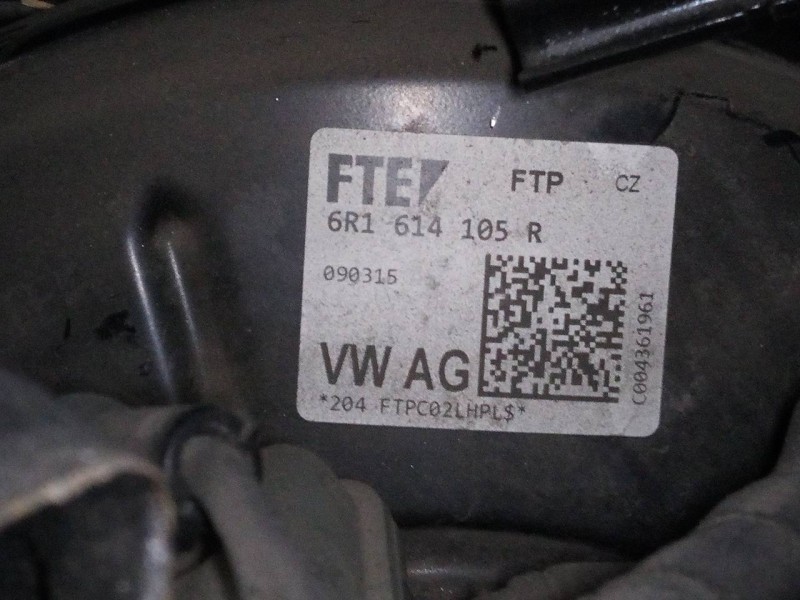 FTE FTP CZ
6R1 614 105 R
090315
C004361961
VW AG
*204 FTPC02LHPL$*